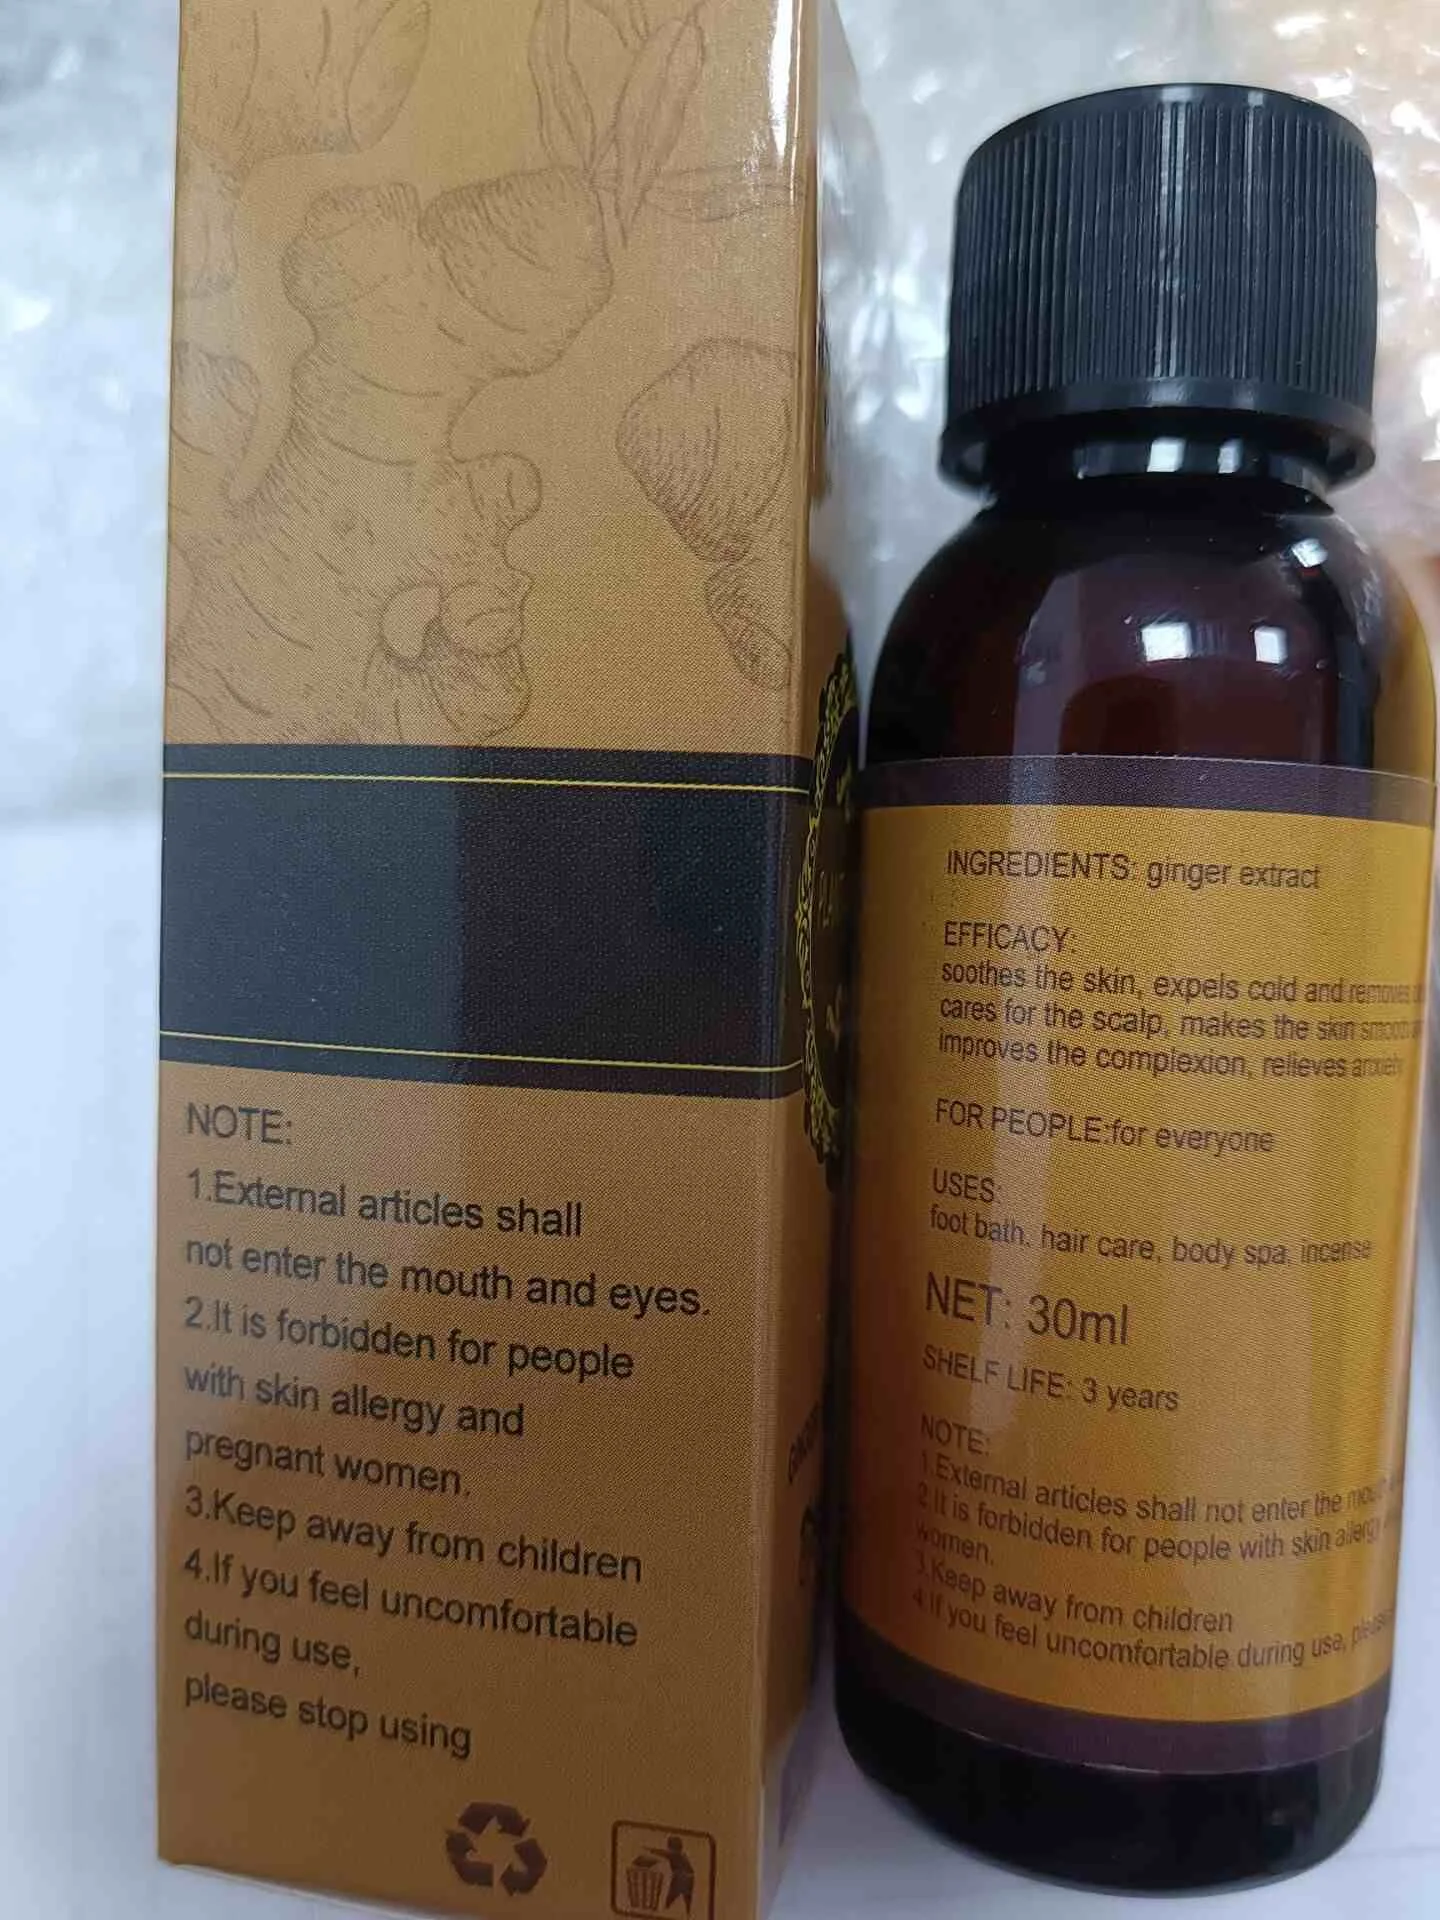 NOTE:
1.External articles shall
not enter the mouth and eyes.
2.It is forbidden for people
with skin allergy and
pregnant women.
3.Keep away from children
4.If you feel uncomfortable
during use,
please stop using
INGREDIENTS: ginger extract
EFFICACY:
soothes the skin, expels cold and removes
cares for the scalp, makes the skin smooth
improves the complexion, relieves anxiety
FOR PEOPLE:for everyone
USES:
foot bath, hair care, body spa, incense
NET: 30ml
SHELF LIFE: 3 years
NOTE:
1.External articles shall not enter the mouth
2.It is forbidden for people with skin allergy
women.
3.Keep away from children
4.If you feel uncomfortable during use, please